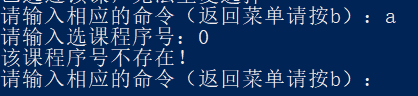 请输入相应的命令（返回菜单请按b）：a
请输入选课程序号：0
该课程序号不存在！
请输入相应的命令（返回菜单请按b）：